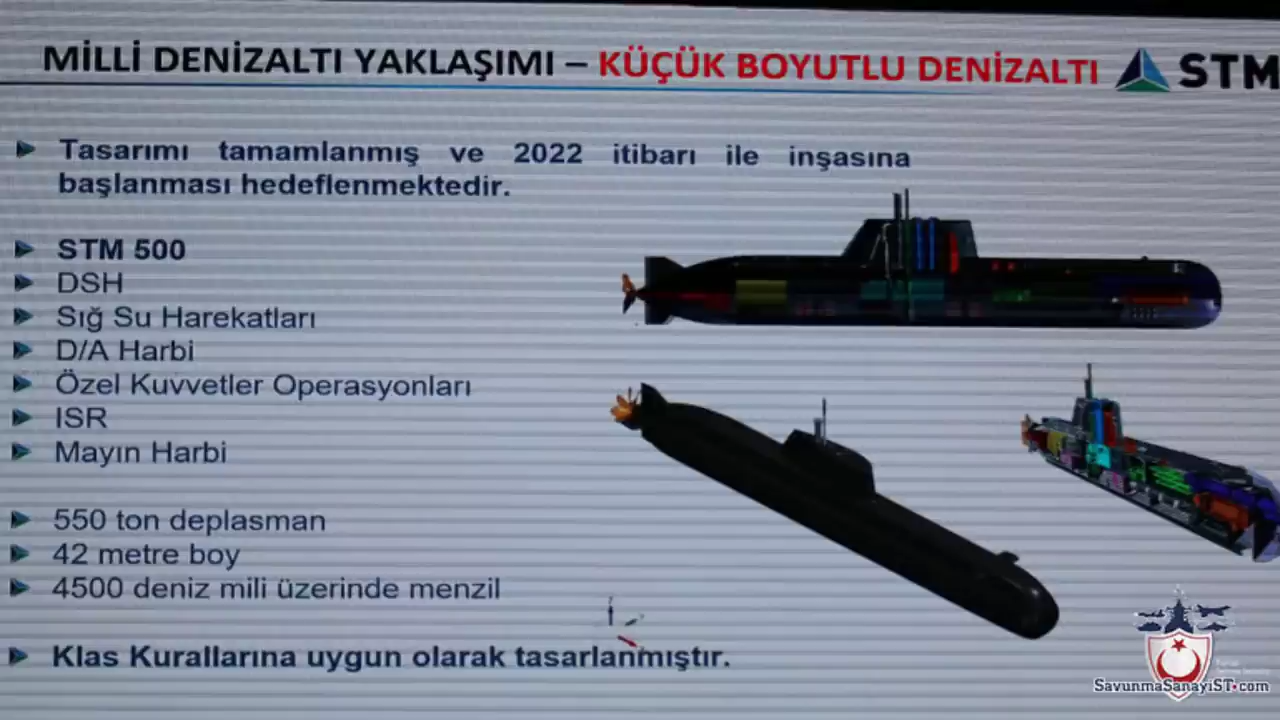 MİLLİ DENİZALTI YAKLAŞIMI – KÜÇÜK BOYUTLU DENİZALTI
STM
Tasarımı tamamlanmış ve 2022 itibarı ile inşasına
başlanması hedeflenmektedir.
STM 500
DSH
Sığ Su Harekatları
D/A Harbi
Özel Kuvvetler Operasyonları
ISR
Mayın Harbi
550 ton deplasman
42 metre boy
4500 deniz mili üzerinde menzil
Klas Kurallarına uygun olarak tasarlanmıştır.
SavunmaSanayiST.com